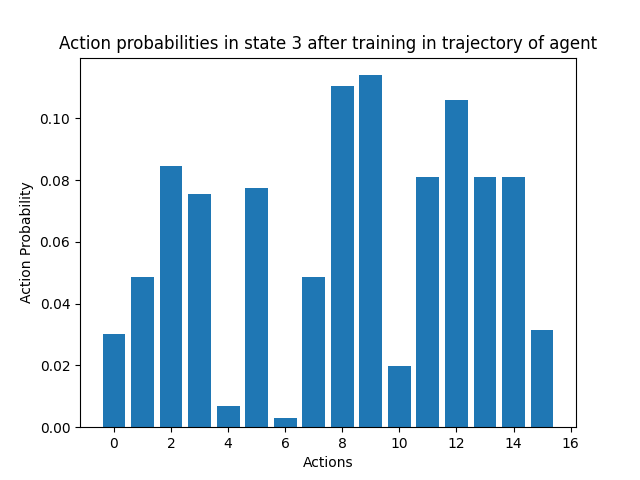 Action probabilities in state 3 after training in trajectory of agent
0.10
0.08
0.06
0.04
0.02
0.00
Action Probability
0 2 4 6 8 10 12 14 16
Actions